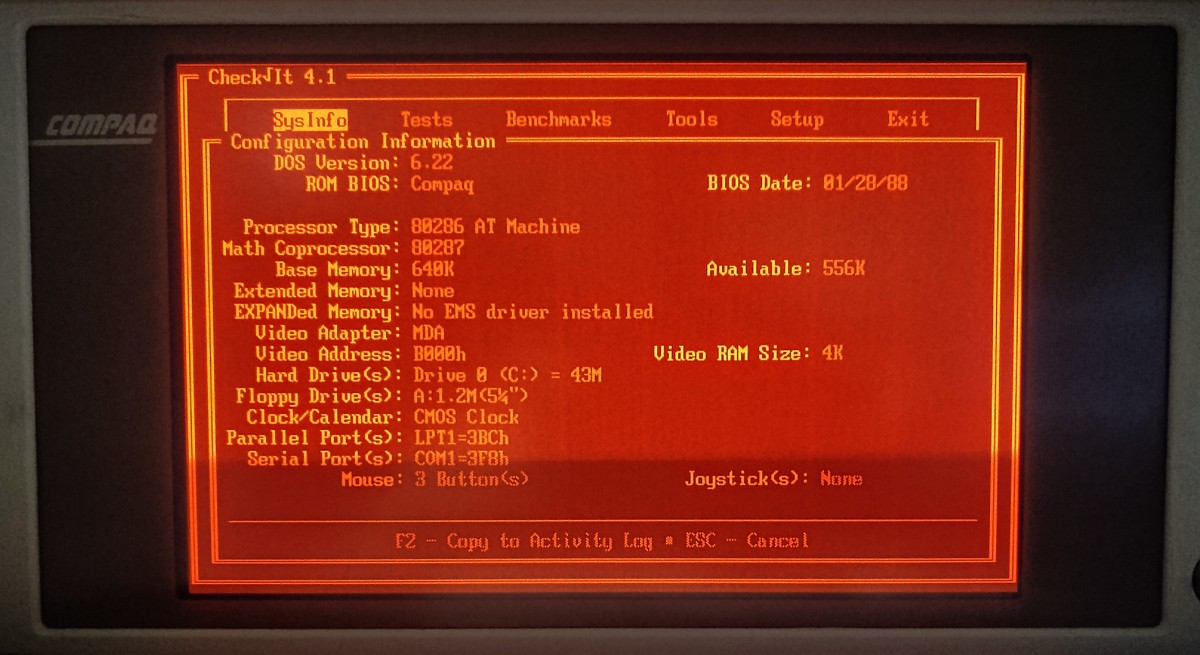 Check√It 4.1
COMPAQ
SysInfo Tests Benchmarks Tools Setup Exit
Configuration Information
DOS Version: 6.22
ROM BIOS: Compaq BIOS Date: 01/28/88
Processor Type: 80286 AT Machine
Math Coprocessor: 80287
Base Memory: 640K Available: 556K
Extended Memory: None
EXPANDed Memory: No EMS driver installed
Video Adapter: MDA
Video Address: B000h Video RAM Size: 4K
Hard Drive(s): Drive 0 (C:) = 43M
Floppy Drive(s): A:1.2M(5¼")
Clock/Calendar: CMOS Clock
Parallel Port(s): LPT1=3BCh
Serial Port(s): COM1=3F8h
Mouse: 3 Button(s) Joystick(s): None
F2 - Copy to Activity Log ▪ ESC - Cancel